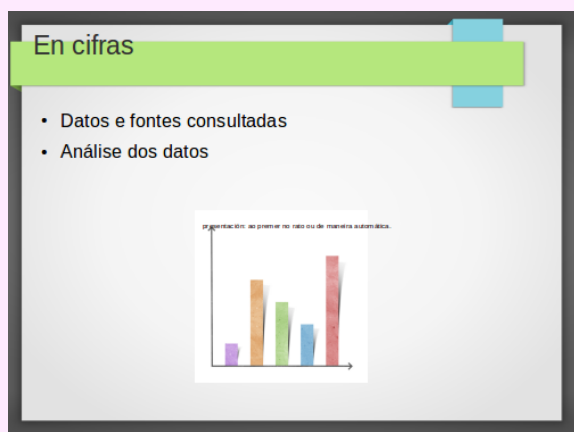 En cifras
• Datos e fontes consultadas
• Análise dos datos
presentación: ao premer no rato ou de maneira automática.